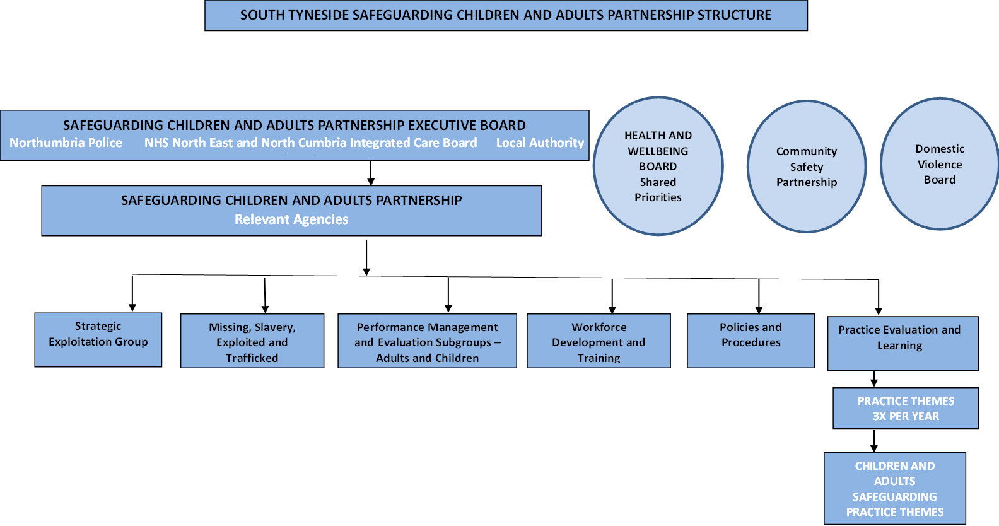 SOUTH TYNESIDE SAFEGUARDING CHILDREN AND ADULTS PARTNERSHIP STRUCTURE
SAFEGUARDING CHILDREN AND ADULTS PARTNERSHIP EXECUTIVE BOARD
Northumbria Police NHS North East and North Cumbria Integrated Care Board Local Authority
HEALTH AND
WELLBEING
BOARD
Shared
Priorities
Community
Safety
Partnership
Domestic
Violence
Board
SAFEGUARDING CHILDREN AND ADULTS PARTNERSHIP
Relevant Agencies
Strategic
Exploitation Group
Missing, Slavery,
Exploited and
Trafficked
Performance Management
and Evaluation Subgroups –
Adults and Children
Workforce
Development and
Training
Policies and
Procedures
Practice Evaluation and
Learning
PRACTICE THEMES
3X PER YEAR
CHILDREN AND
ADULTS
SAFEGUARDING
PRACTICE THEMES